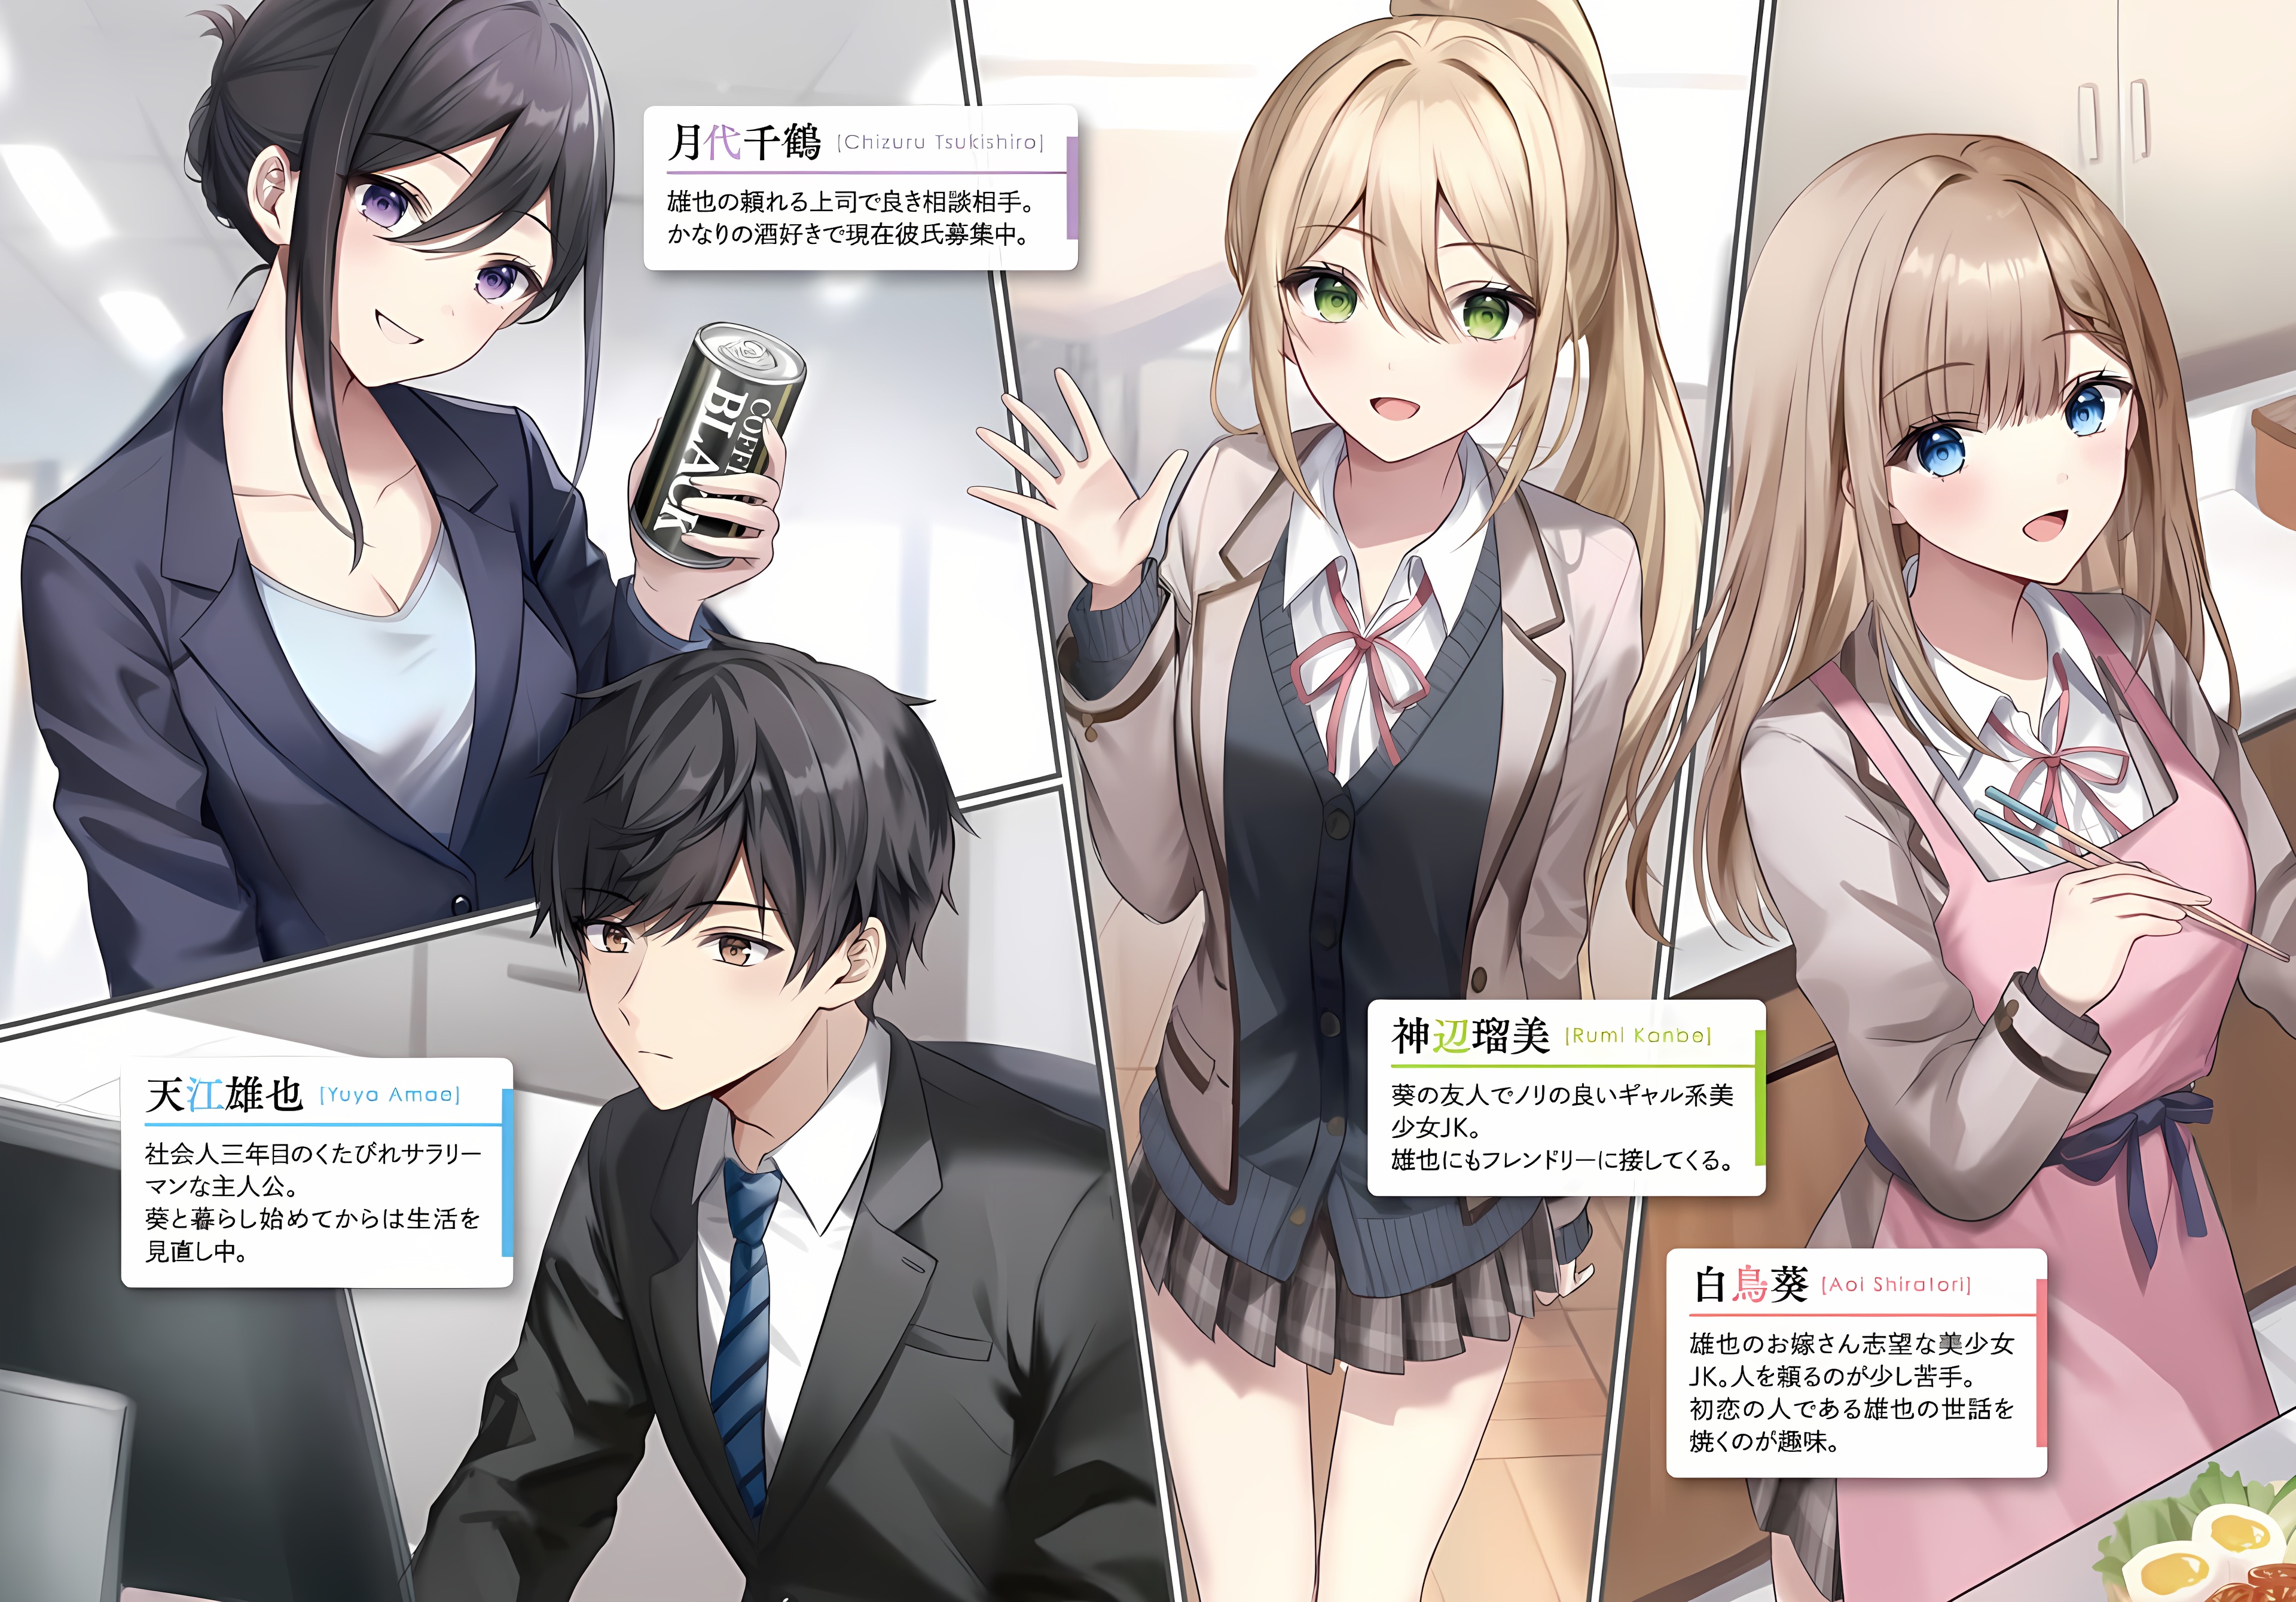 月代千鶴 [Chizuru Tsukishiro]
雄也の頼れる上司で良き相談相手。
かなりの酒好きで現在彼氏募集中。
COFFEE
BLACK
天江雄也 [Yuya Amae]
社会人三年目のくたびれサラリー
マンな主人公。
葵と暮らし始めてからは生活を
見直し中。
神辺瑠美 [Rumi Kanbe]
葵の友人でノリの良いギャル系美
少女JK。
雄也にもフレンドリーに接してくる。
白鳥葵 [Aoi Shiratori]
雄也のお嫁さん志望な美少女
JK。人を頼るのが少し苦手。
初恋の人である雄也の世話を
焼くのが趣味。